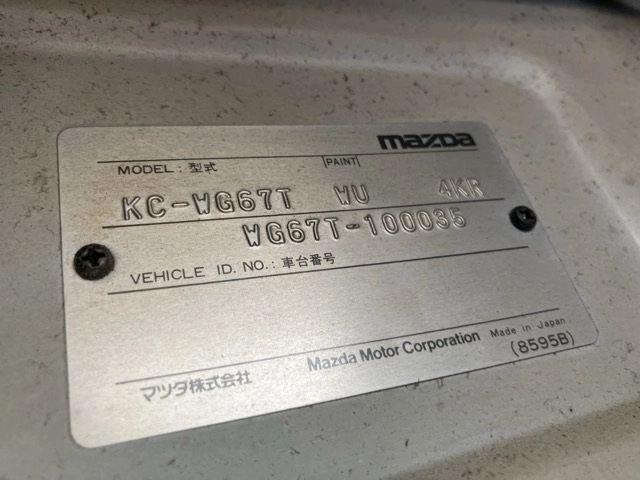 mazda
MODEL : 型式 PAINT
KC-WG67T WU 4KR
WG67T-100035
VEHICLE ID. NO. : 車台番号
マツダ株式会社 Mazda Motor Corporation Made in Japan
(8595B)